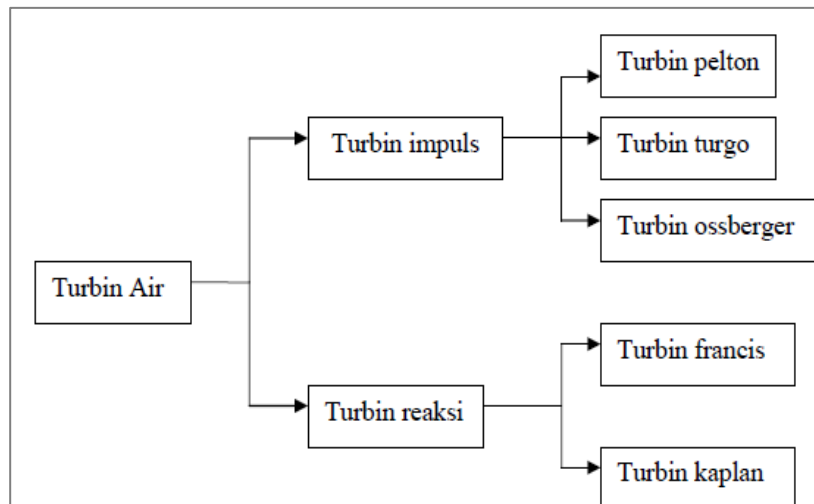 Turbin Air
Turbin impuls
Turbin pelton
Turbin turgo
Turbin ossberger
Turbin reaksi
Turbin francis
Turbin kaplan